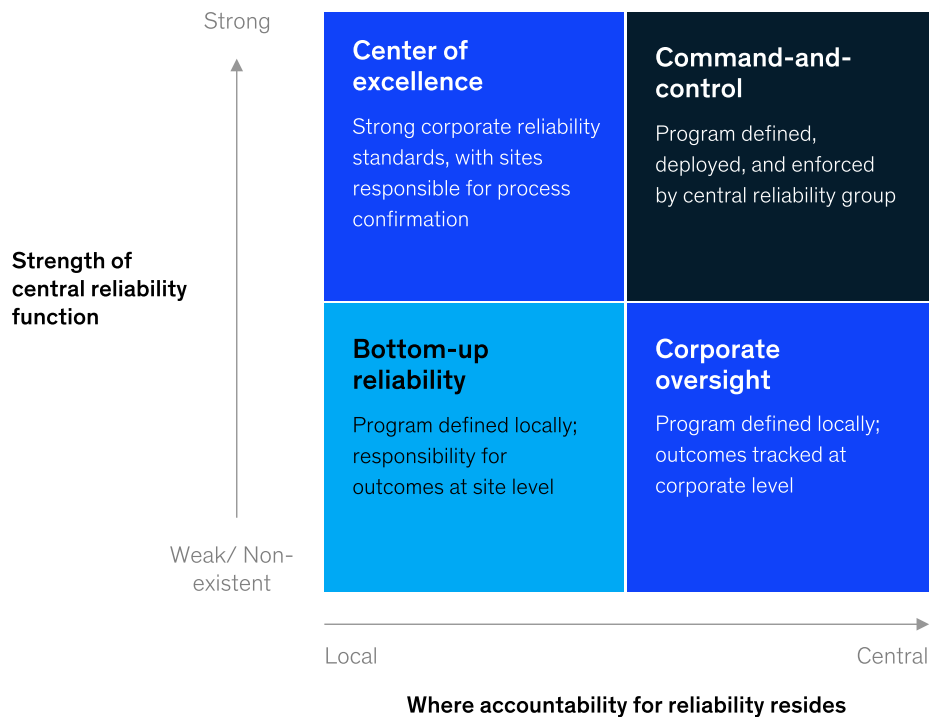 Strong
Center of
excellence
Strong corporate reliability
standards, with sites
responsible for process
confirmation
Command-and-
control
Program defined,
deployed, and enforced
by central reliability group
Strength of
central reliability
function
Bottom-up
reliability
Program defined locally;
responsibility for
outcomes at site level
Corporate
oversight
Program defined locally;
outcomes tracked at
corporate level
Weak/ Non-
existent
Local
Central
Where accountability for reliability resides